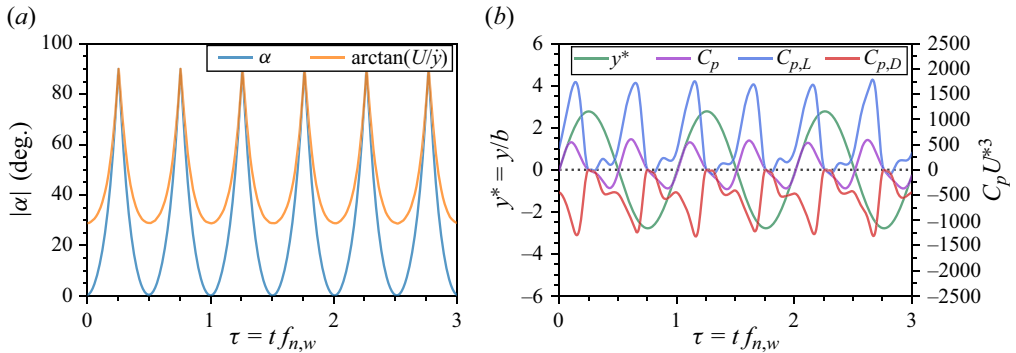 (a)
100
80
60
40
20
0
|α| (deg.)
α
arctan(U/ẏ)
0
1
2
3
τ = t f_{n,w}
(b)
6
4
2
0
−2
−4
−6
y* = y/b
y*
C_p
C_{p,L}
C_{p,D}
2500
2000
1500
1000
500
0
−500
−1000
−1500
−2000
−2500
C_pU*³
0
1
2
3
τ = t f_{n,w}